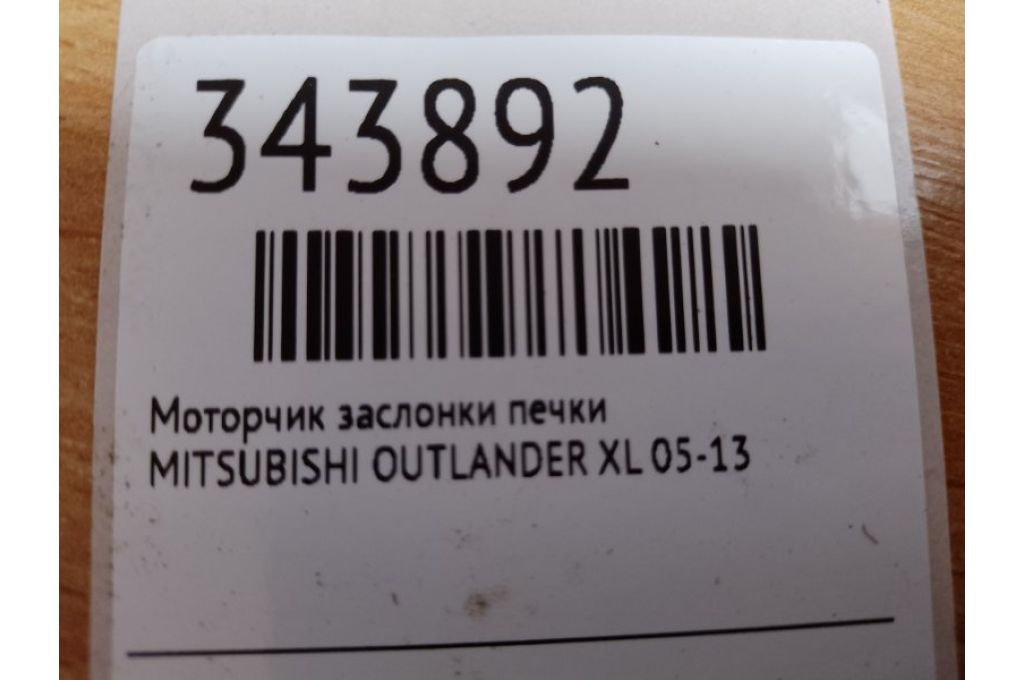 343892
Моторчик заслонки печки
MITSUBISHI OUTLANDER XL 05-13